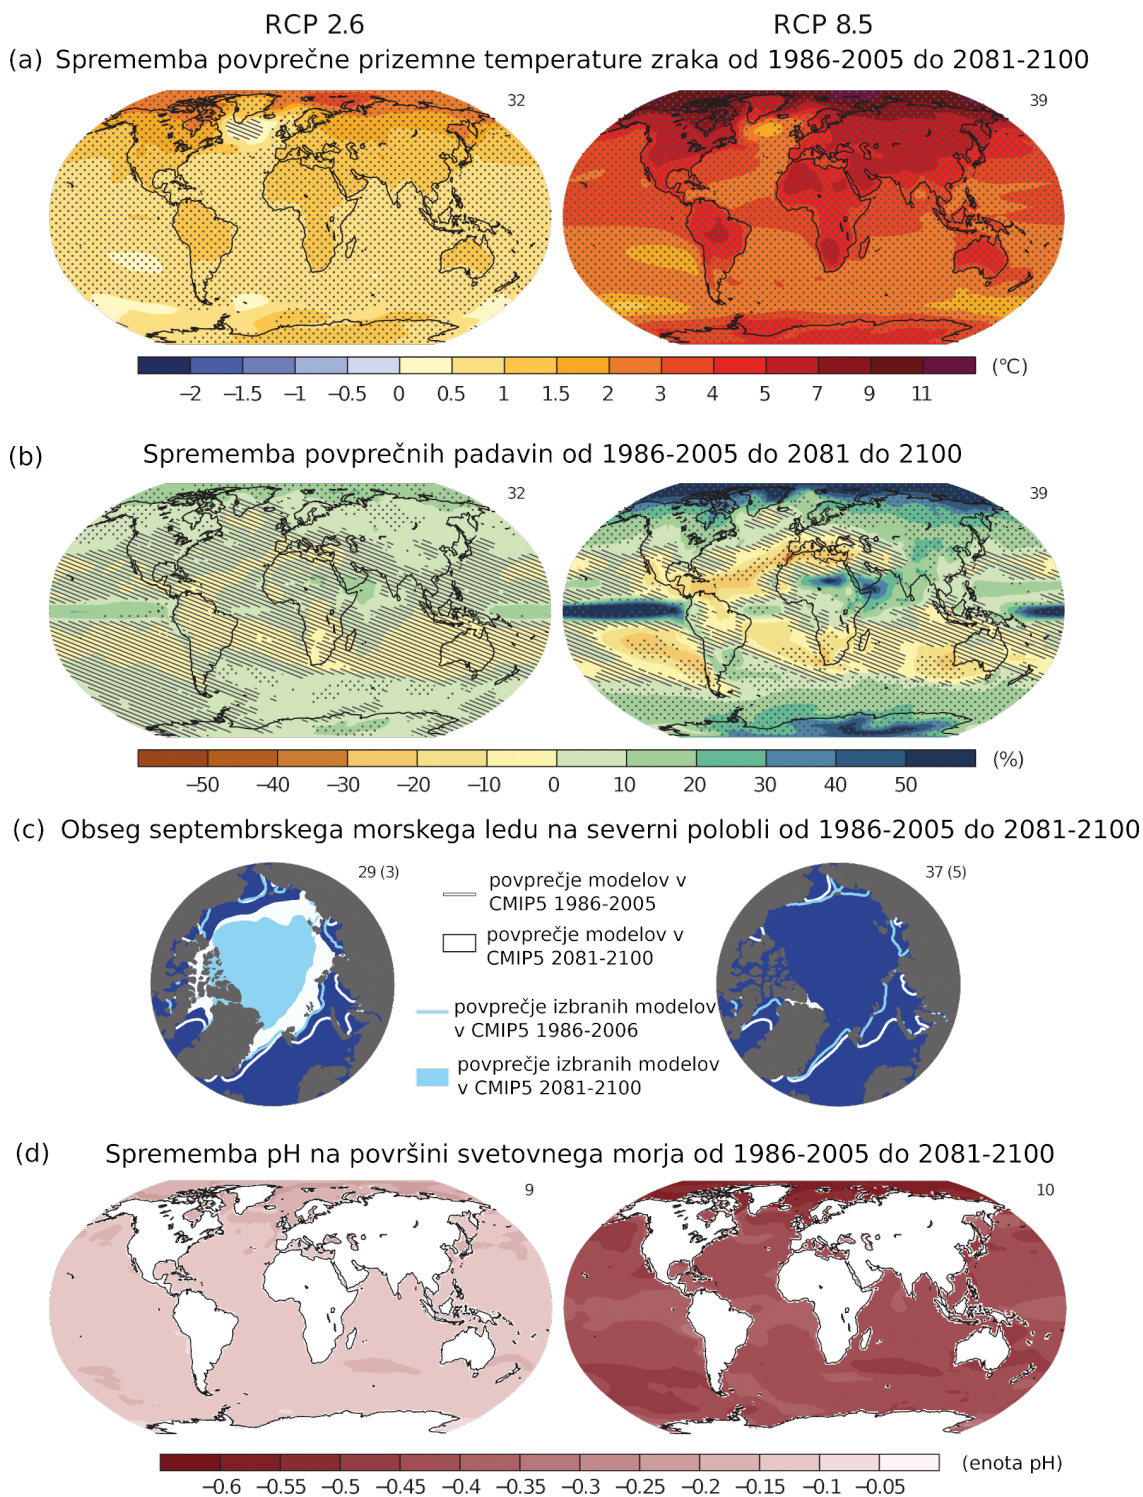 RCP 2.6
RCP 8.5
(a) Sprememba povprečne prizemne temperature zraka od 1986-2005 do 2081-2100
32
39
−2 −1.5 −1 −0.5 0 0.5 1 1.5 2 3 4 5 7 9 11
(°C)
(b) Sprememba povprečnih padavin od 1986-2005 do 2081 do 2100
32
39
−50 −40 −30 −20 −10 0 10 20 30 40 50
(%)
(c) Obseg septembrskega morskega ledu na severni polobli od 1986-2005 do 2081-2100
29 (3)
37 (5)
povprečje modelov v
CMIP5 1986-2005
povprečje modelov v
CMIP5 2081-2100
povprečje izbranih modelov
v CMIP5 1986-2006
povprečje izbranih modelov
v CMIP5 2081-2100
(d) Sprememba pH na površini svetovnega morja od 1986-2005 do 2081-2100
9
10
−0.6 −0.55 −0.5 −0.45 −0.4 −0.35 −0.3 −0.25 −0.2 −0.15 −0.1 −0.05
(enota pH)